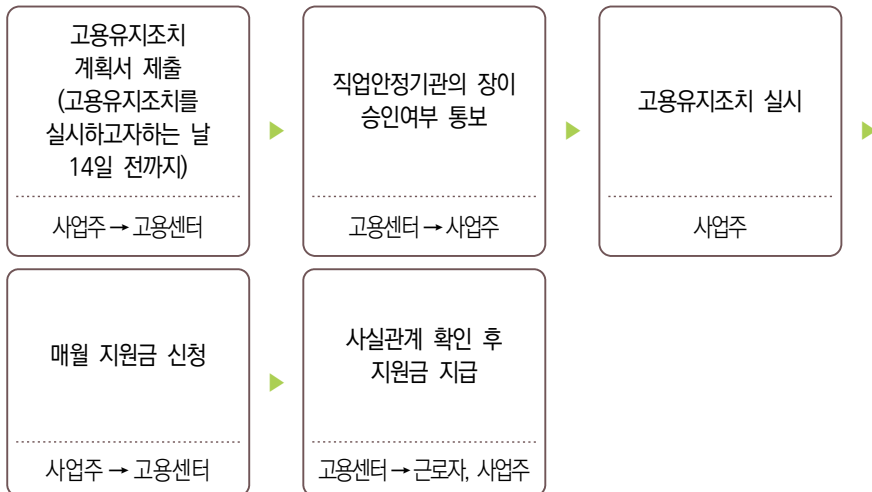 고용유지조치
계획서 제출
(고용유지조치를
실시하고자하는 날
14일 전까지)
사업주 → 고용센터
직업안정기관의 장이
승인여부 통보
고용센터 → 사업주
고용유지조치 실시
사업주
매월 지원금 신청
사업주 → 고용센터
사실관계 확인 후
지원금 지급
고용센터 → 근로자, 사업주